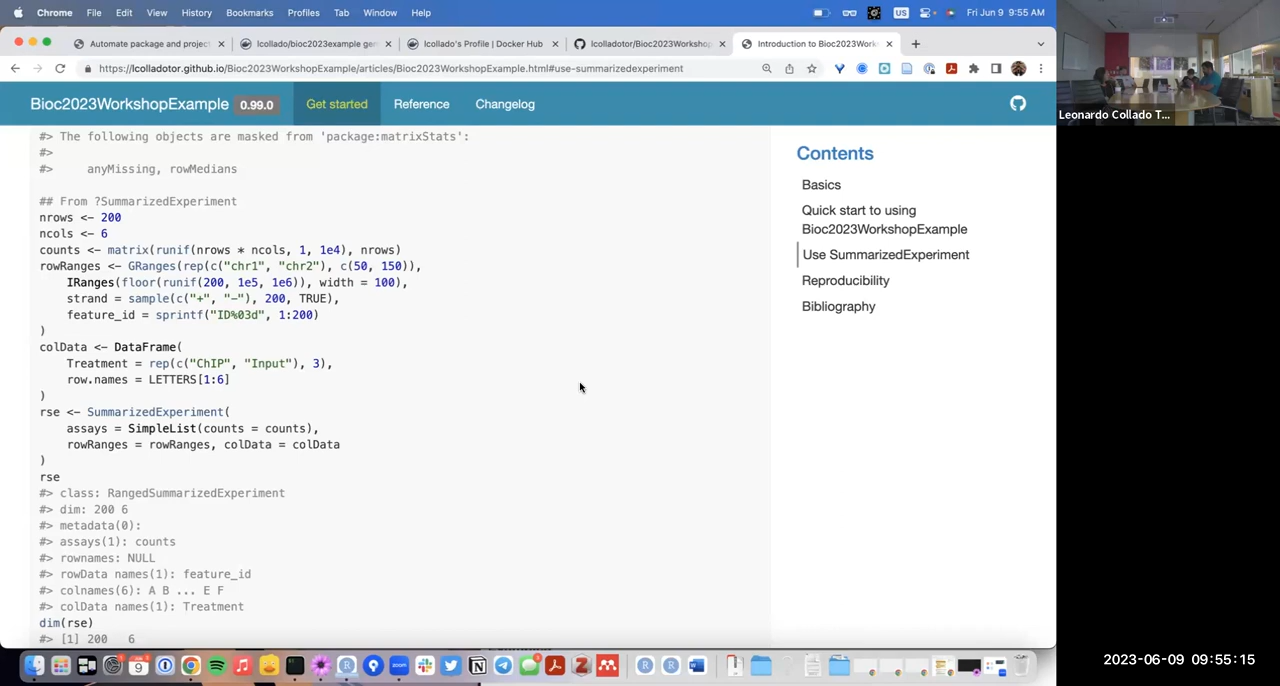 Chrome File Edit View History Bookmarks Profiles Tab Window Help US Fri Jun 9 9:55 AM
Automate package and project lcollado/bioc2023example ger lcollado's Profile | Docker Hub lcolladotor/Bioc2023Workshop Introduction to Bioc2023Work
https://lcolladotor.github.io/Bioc2023WorkshopExample/articles/Bioc2023WorkshopExample.html#use-summarizedexperiment
Bioc2023WorkshopExample 0.99.0 Get started Reference Changelog
#> The following objects are masked from 'package:matrixStats':
#>
#>     anyMissing, rowMedians
## From ?SummarizedExperiment
nrows <- 200
ncols <- 6
counts <- matrix(runif(nrows * ncols, 1, 1e4), nrows)
rowRanges <- GRanges(rep(c("chr1", "chr2"), c(50, 150)),
    IRanges(floor(runif(200, 1e5, 1e6)), width = 100),
    strand = sample(c("+", "-"), 200, TRUE),
    feature_id = sprintf("ID%03d", 1:200)
)
colData <- DataFrame(
    Treatment = rep(c("ChIP", "Input"), 3),
    row.names = LETTERS[1:6]
)
rse <- SummarizedExperiment(
    assays = SimpleList(counts = counts),
    rowRanges = rowRanges, colData = colData
)
rse
#> class: RangedSummarizedExperiment
#> dim: 200 6
#> metadata(0):
#> assays(1): counts
#> rownames: NULL
#> rowData names(1): feature_id
#> colnames(6): A B ... E F
#> colData names(1): Treatment
dim(rse)
#> [1] 200   6
Contents
Basics
Quick start to using
Bioc2023WorkshopExample
Use SummarizedExperiment
Reproducibility
Bibliography
Leonardo Collado T...
2023-06-09 09:55:15